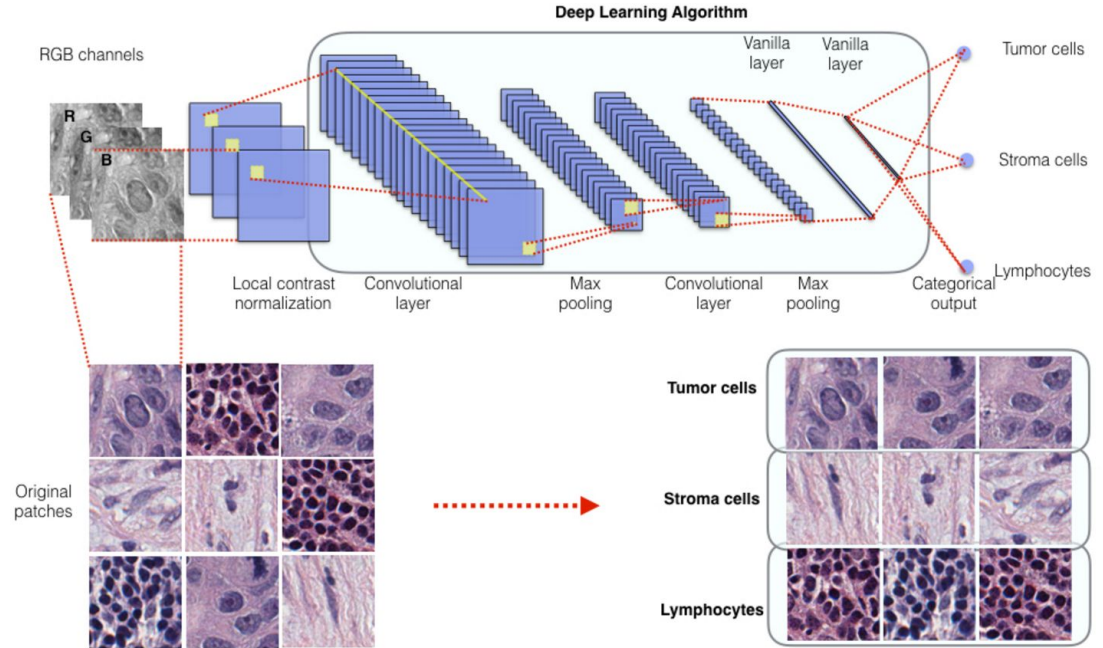 Deep Learning Algorithm
RGB channels
Vanilla
layer
Vanilla
layer
Tumor cells
R
G
B
Stroma cells
Lymphocytes
Local contrast
normalization
Convolutional
layer
Max
pooling
Convolutional
layer
Max
pooling
Categorical
output
Tumor cells
Original
patches
Stroma cells
Lymphocytes